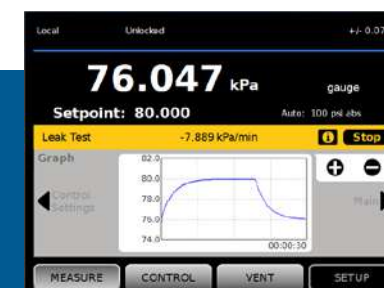 Local Unlocked +/- 0.07
76.047 kPa gauge
Setpoint: 80.000 Auto: 100 psi abs
Leak Test -7.889 kPa/min i Stop
Graph
82.0
80.0
Control
Settings
78.0
Main
76.0
74.0
00:00:30
MEASURE CONTROL VENT SETUP